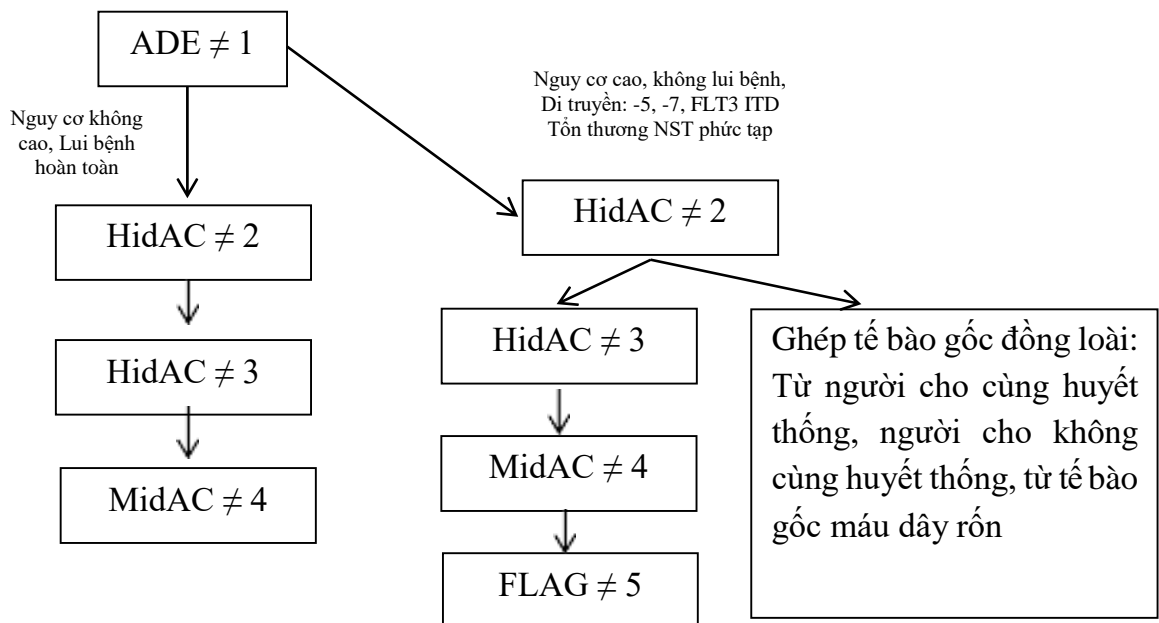 ADE ≠ 1
Nguy cơ không
cao, Lui bệnh
hoàn toàn
Nguy cơ cao, không lui bệnh,
Di truyền: -5, -7, FLT3 ITD
Tổn thương NST phức tạp
HidAC ≠ 2
HidAC ≠ 3
MidAC ≠ 4
HidAC ≠ 2
HidAC ≠ 3
MidAC ≠ 4
FLAG ≠ 5
Ghép tế bào gốc đồng loài:
Từ người cho cùng huyết
thống, người cho không
cùng huyết thống, từ tế bào
gốc máu dây rốn